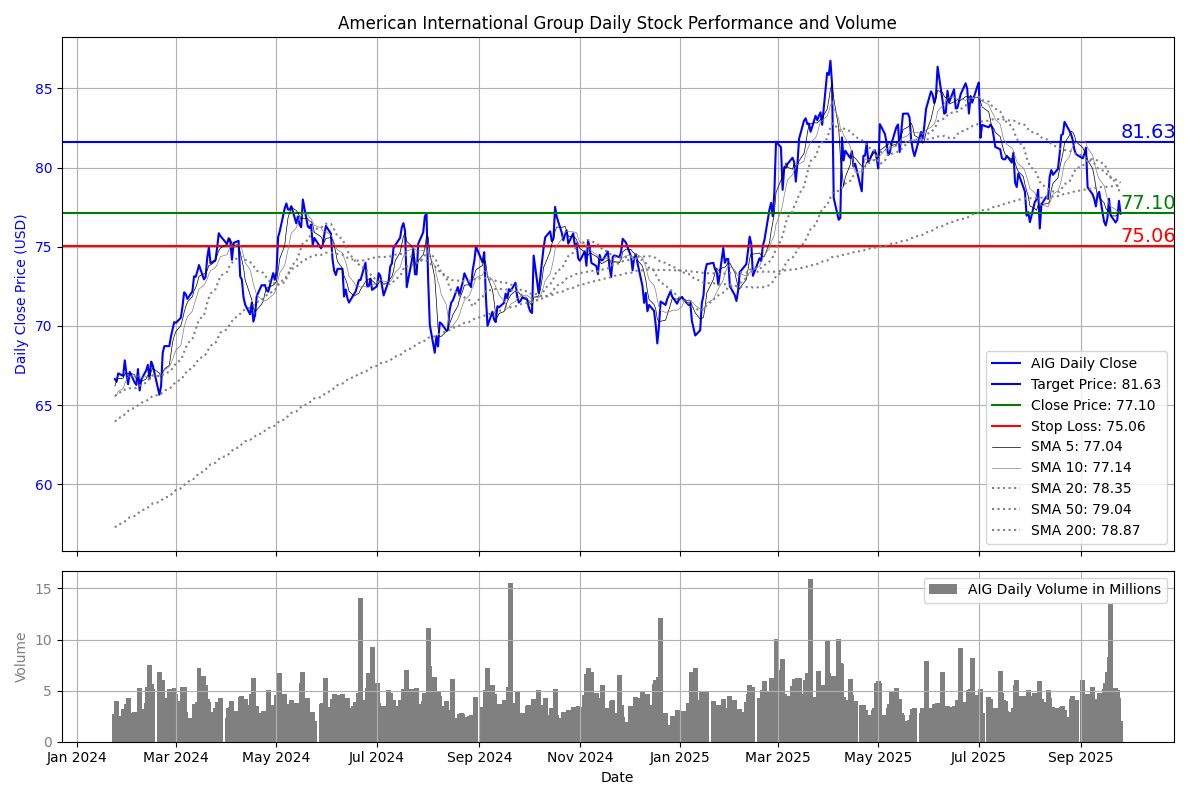 American International Group Daily Stock Performance and Volume
Daily Close Price (USD)
85
80
75
70
65
60
81.63
77.10
75.06
AIG Daily Close
Target Price: 81.63
Close Price: 77.10
Stop Loss: 75.06
SMA 5: 77.04
SMA 10: 77.14
SMA 20: 78.35
SMA 50: 79.04
SMA 200: 78.87
Volume
15
10
5
0
AIG Daily Volume in Millions
Jan 2024 Mar 2024 May 2024 Jul 2024 Sep 2024 Nov 2024 Jan 2025 Mar 2025 May 2025 Jul 2025 Sep 2025
Date